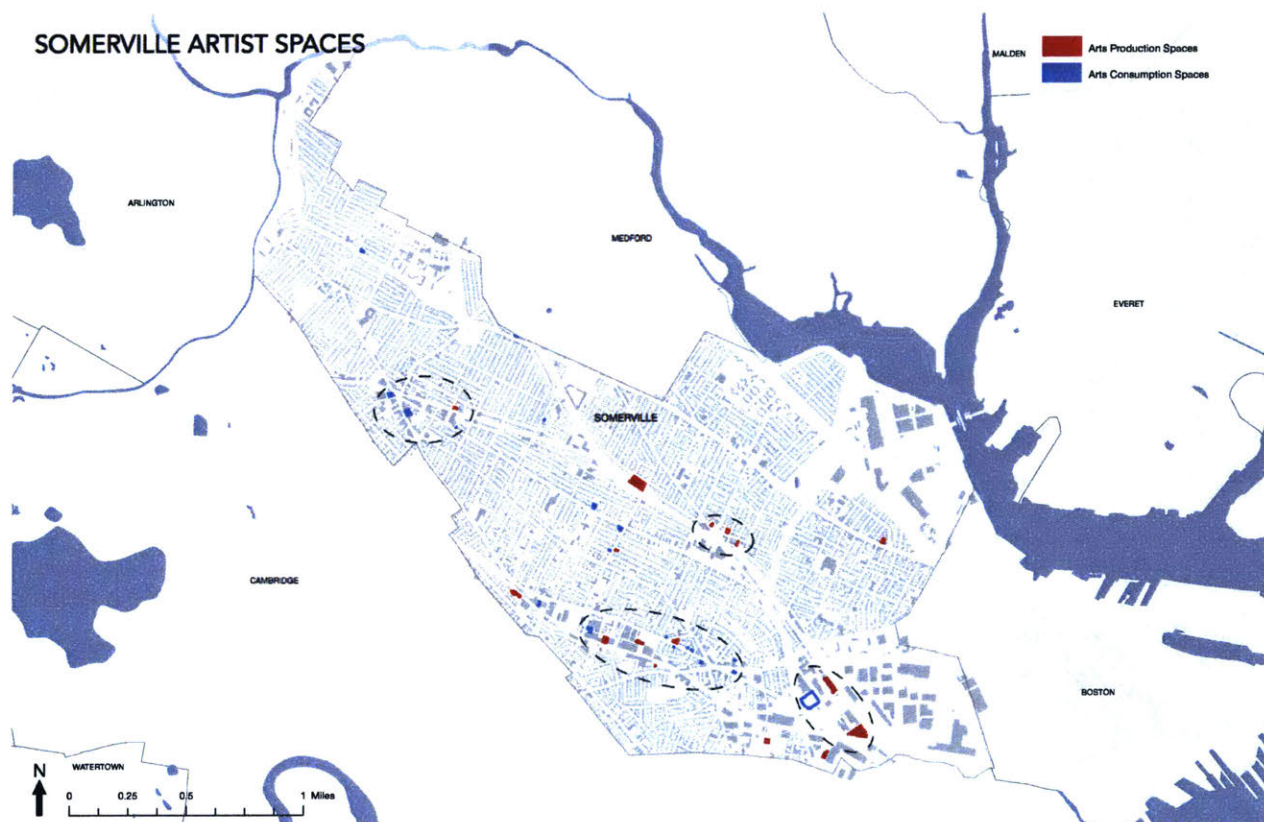 SOMERVILLE ARTIST SPACES
MALDEN
Arts Production Spaces
Arts Consumption Spaces
ARLINGTON
MEDFORD
EVERET
SOMERVILLE
CAMBRIDGE
BOSTON
WATERTOWN
N
0 0.25 0.5 1 Miles